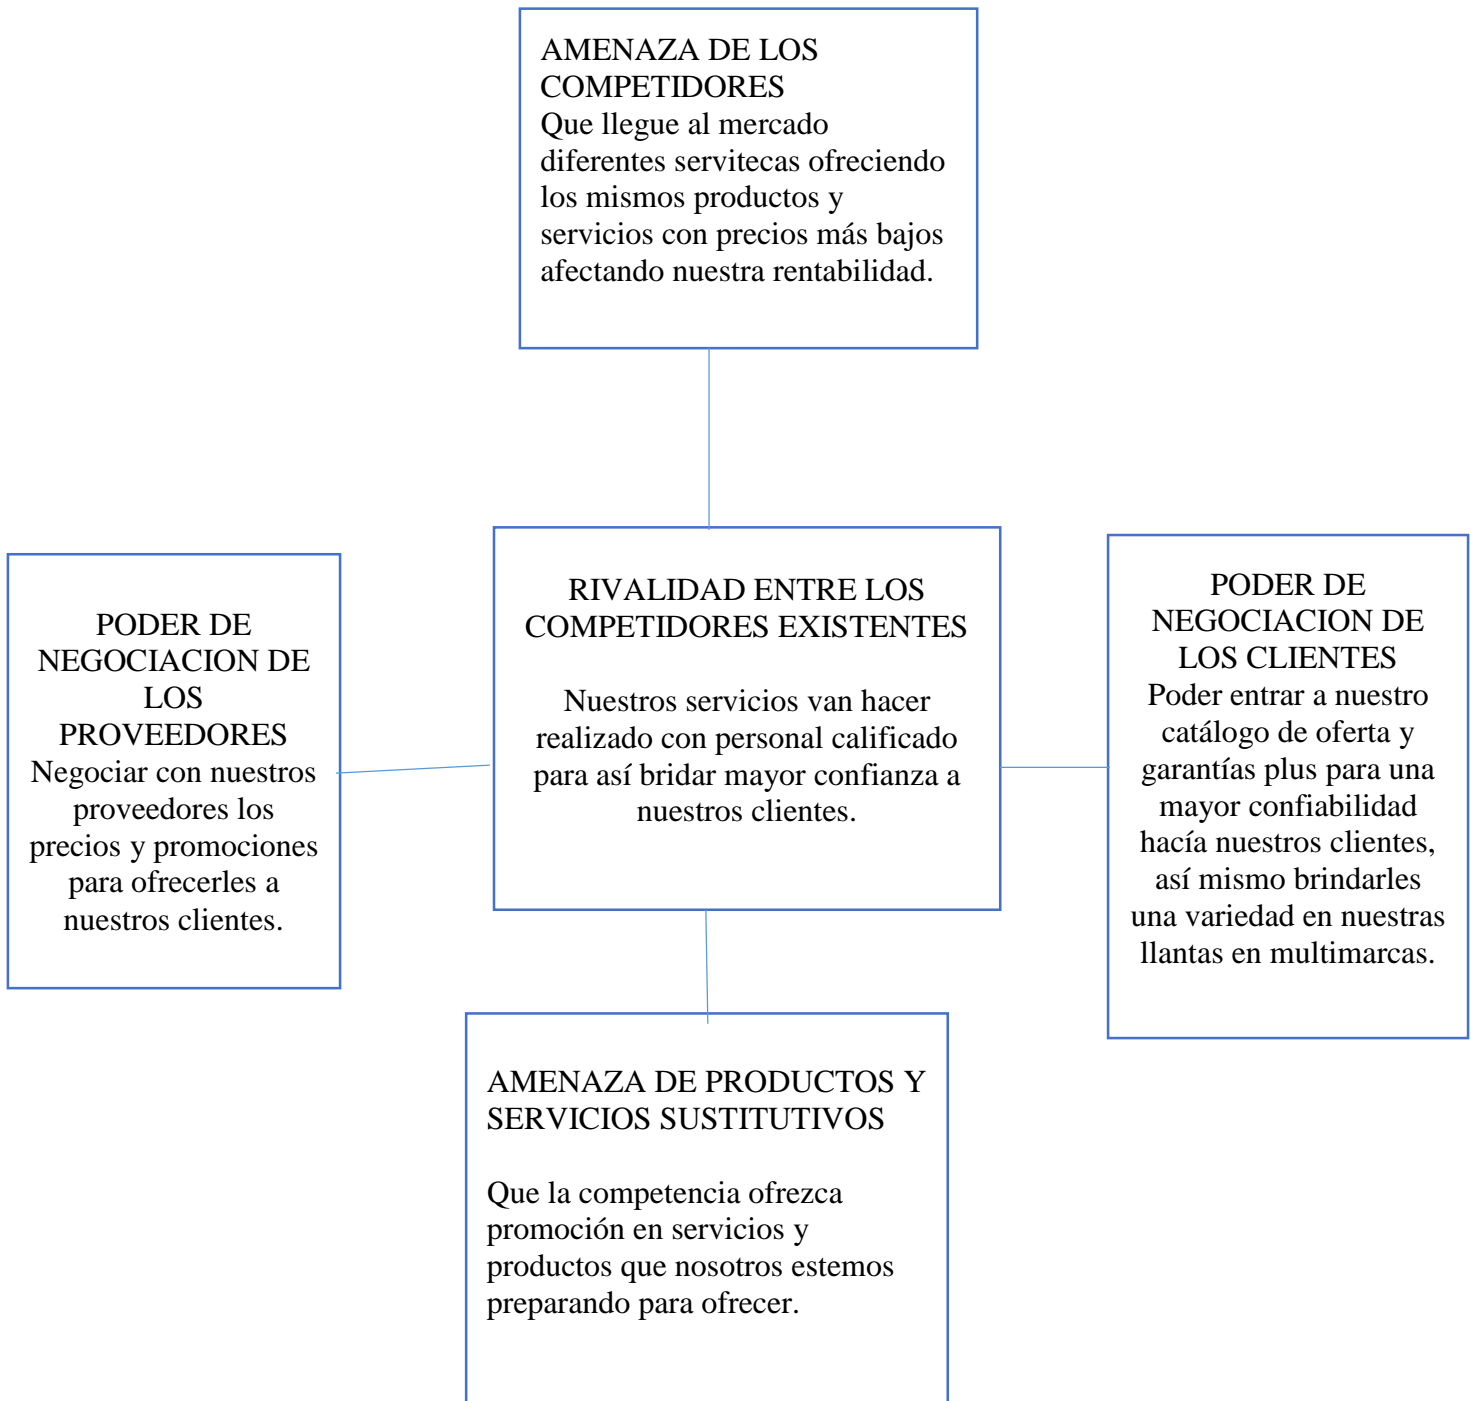 AMENAZA DE LOS
COMPETIDORES
Que llegue al mercado
diferentes servitecas ofreciendo
los mismos productos y
servicios con precios más bajos
afectando nuestra rentabilidad.
PODER DE
NEGOCIACION DE
LOS
PROVEEDORES
Negociar con nuestros
proveedores los
precios y promociones
para ofrecerles a
nuestros clientes.
RIVALIDAD ENTRE LOS
COMPETIDORES EXISTENTES
Nuestros servicios van hacer
realizado con personal calificado
para así bridar mayor confianza a
nuestros clientes.
PODER DE
NEGOCIACION DE
LOS CLIENTES
Poder entrar a nuestro
catálogo de oferta y
garantías plus para una
mayor confiabilidad
hacía nuestros clientes,
así mismo brindarles
una variedad en nuestras
llantas en multimarcas.
AMENAZA DE PRODUCTOS Y
SERVICIOS SUSTITUTIVOS
Que la competencia ofrezca
promoción en servicios y
productos que nosotros estemos
preparando para ofrecer.